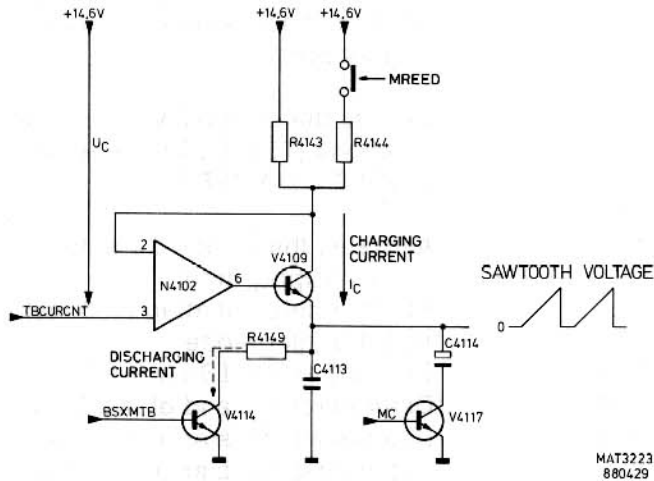 +14,6V
+14,6V
+14,6V
MREED
R4143
R4144
UC
2
N4102
6
3
V4109
CHARGING
CURRENT
IC
TBCURCNT
SAWTOOTH VOLTAGE
0
R4149
DISCHARGING
CURRENT
C4113
C4114
BSXMTB
V4114
MC
V4117
MAT3223
880429